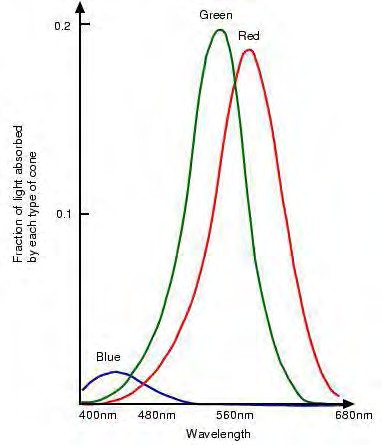 Green
0.2
Red
Fraction of light absorbed
by each type of cone
0.1
Blue
400nm 480nm 560nm 680nm
Wavelength